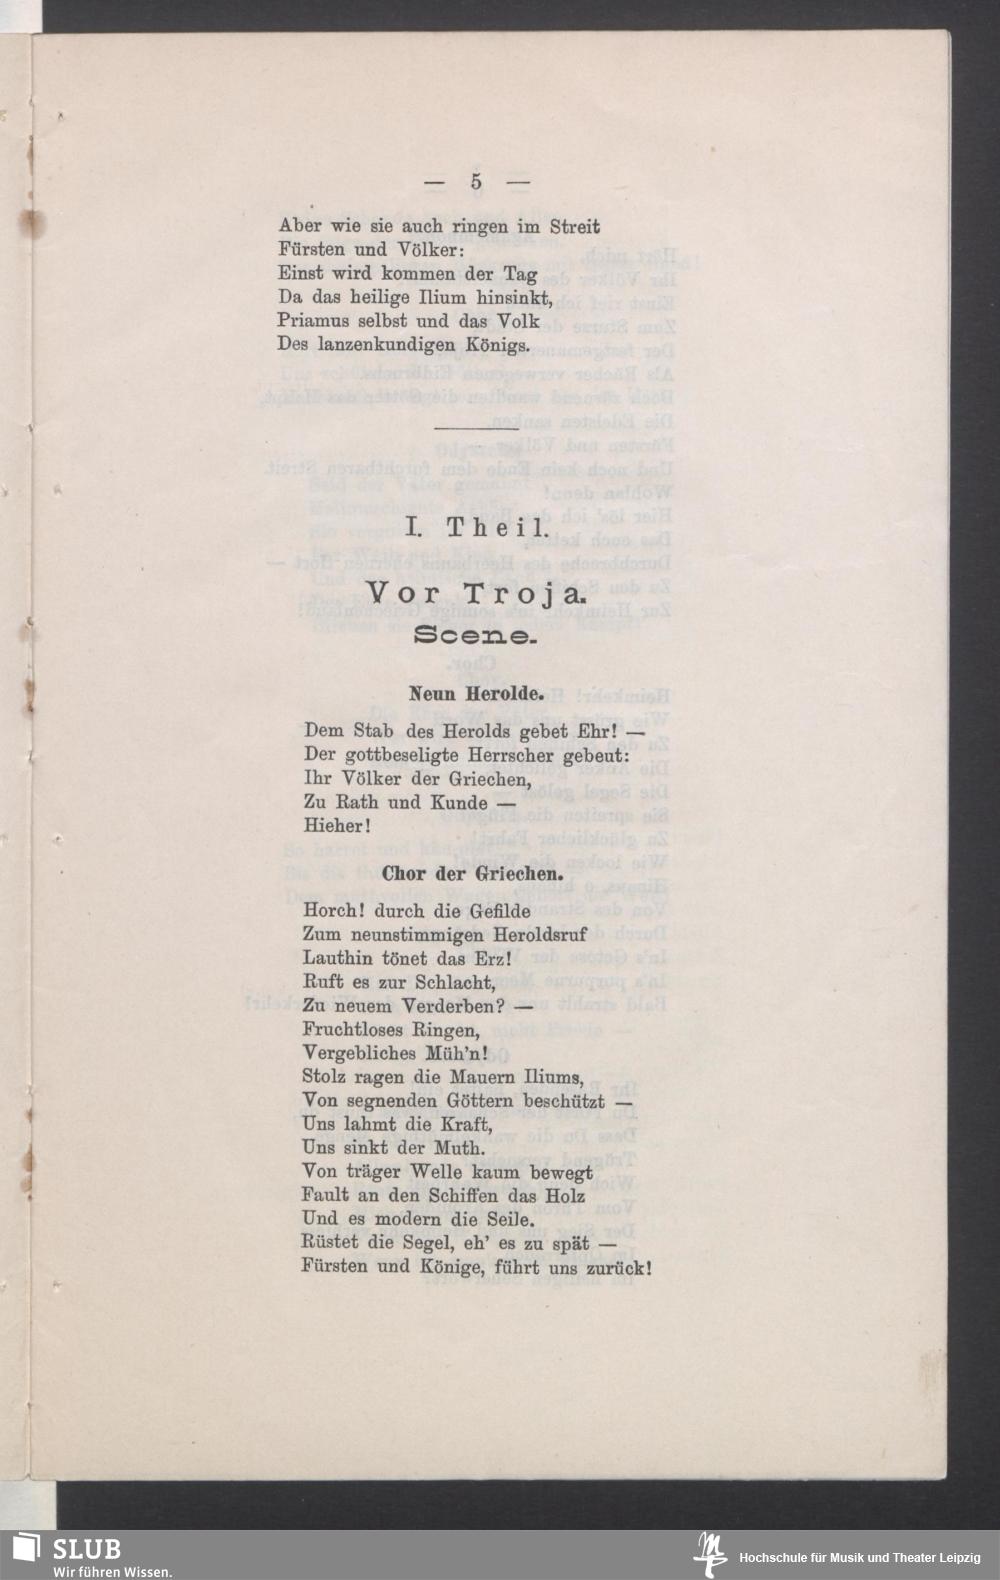 — 5 —
Aber wie sie auch ringen im Streit
Fürsten und Völker:
Einst wird kommen der Tag
Da das heilige Ilium hinsinkt,
Priamus selbst und das Volk
Des lanzenkundigen Königs.
I. Theil.
Vor Troja.
Scene.
Neun Herolde.
Dem Stab des Herolds gebet Ehr! —
Der gottbeseligte Herrscher gebeut:
Ihr Völker der Griechen,
Zu Rath und Kunde —
Hieher!
Chor der Griechen.
Horch! durch die Gefilde
Zum neunstimmigen Heroldsruf
Lauthin tönet das Erz!
Ruft es zur Schlacht,
Zu neuem Verderben? —
Fruchtloses Ringen,
Vergebliches Müh'n!
Stolz ragen die Mauern Iliums,
Von segnenden Göttern beschützt —
Uns lahmt die Kraft,
Uns sinkt der Muth.
Von träger Welle kaum bewegt
Fault an den Schiffen das Holz
Und es modern die Seile.
Rüstet die Segel, eh' es zu spät —
Fürsten und Könige, führt uns zurück!
SLUB
Wir führen Wissen.
Hochschule für Musik und Theater Leipzig